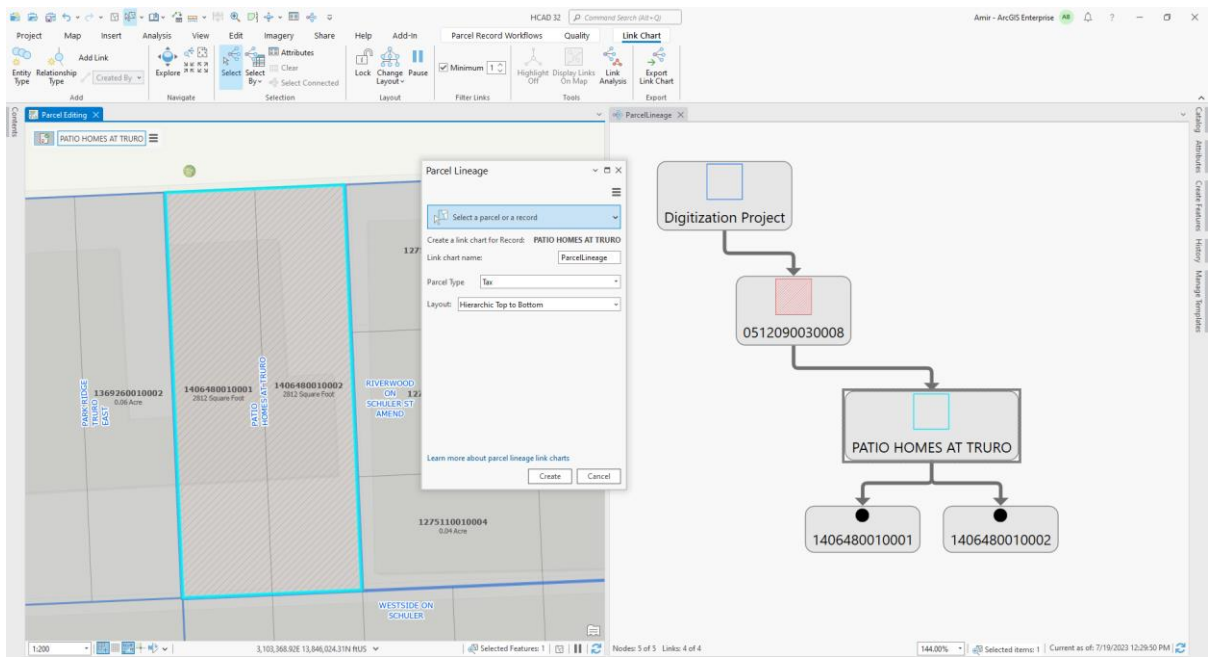 HCAD 32
Command Search (Alt+Q)
Amir - ArcGIS Enterprise
AB
?
Project Map Insert Analysis View Edit Imagery Share Help Add-In Parcel Record Workflows Quality Link Chart
Entity Type
Relationship Type
Add Link
Created By
Explore
Select
Select By
Attributes
Clear
Select Connected
Lock
Change Layout
Pause
Minimum 1
Highlight Off
Display Links On Map
Link Analysis
Export Link Chart
Add Navigate Selection Layout Filter Links Tools Export
Contents
Parcel Editing
PATIO HOMES AT TRURO
PARK RIDGE
TRURO
EAST
1369260010002
0.06 Acre
1406480010001
2812 Square Foot
PATIO
HOMES AT TRURO
1406480010002
2812 Square Foot
RIVERWOOD
ON
SCHULER ST
AMEND
127
127
1275110010004
0.04 Acre
WESTSIDE ON
SCHULER
Parcel Lineage
Select a parcel or a record
Create a link chart for Record: PATIO HOMES AT TRURO
Link chart name: ParcelLineage
Parcel Type Tax
Layout: Hierarchic Top to Bottom
Learn more about parcel lineage link charts
Create Cancel
ParcelLineage
Digitization Project
0512090030008
PATIO HOMES AT TRURO
1406480010001
1406480010002
Catalog
Attributes
Create Features
History
Manage Templates
1:200
3,103,368.92E 13,846,024.31N ftUS
Selected Features: 1
Nodes: 5 of 5 Links: 4 of 4
144.00%
Selected items: 1
Current as of: 7/19/2023 12:29:50 PM